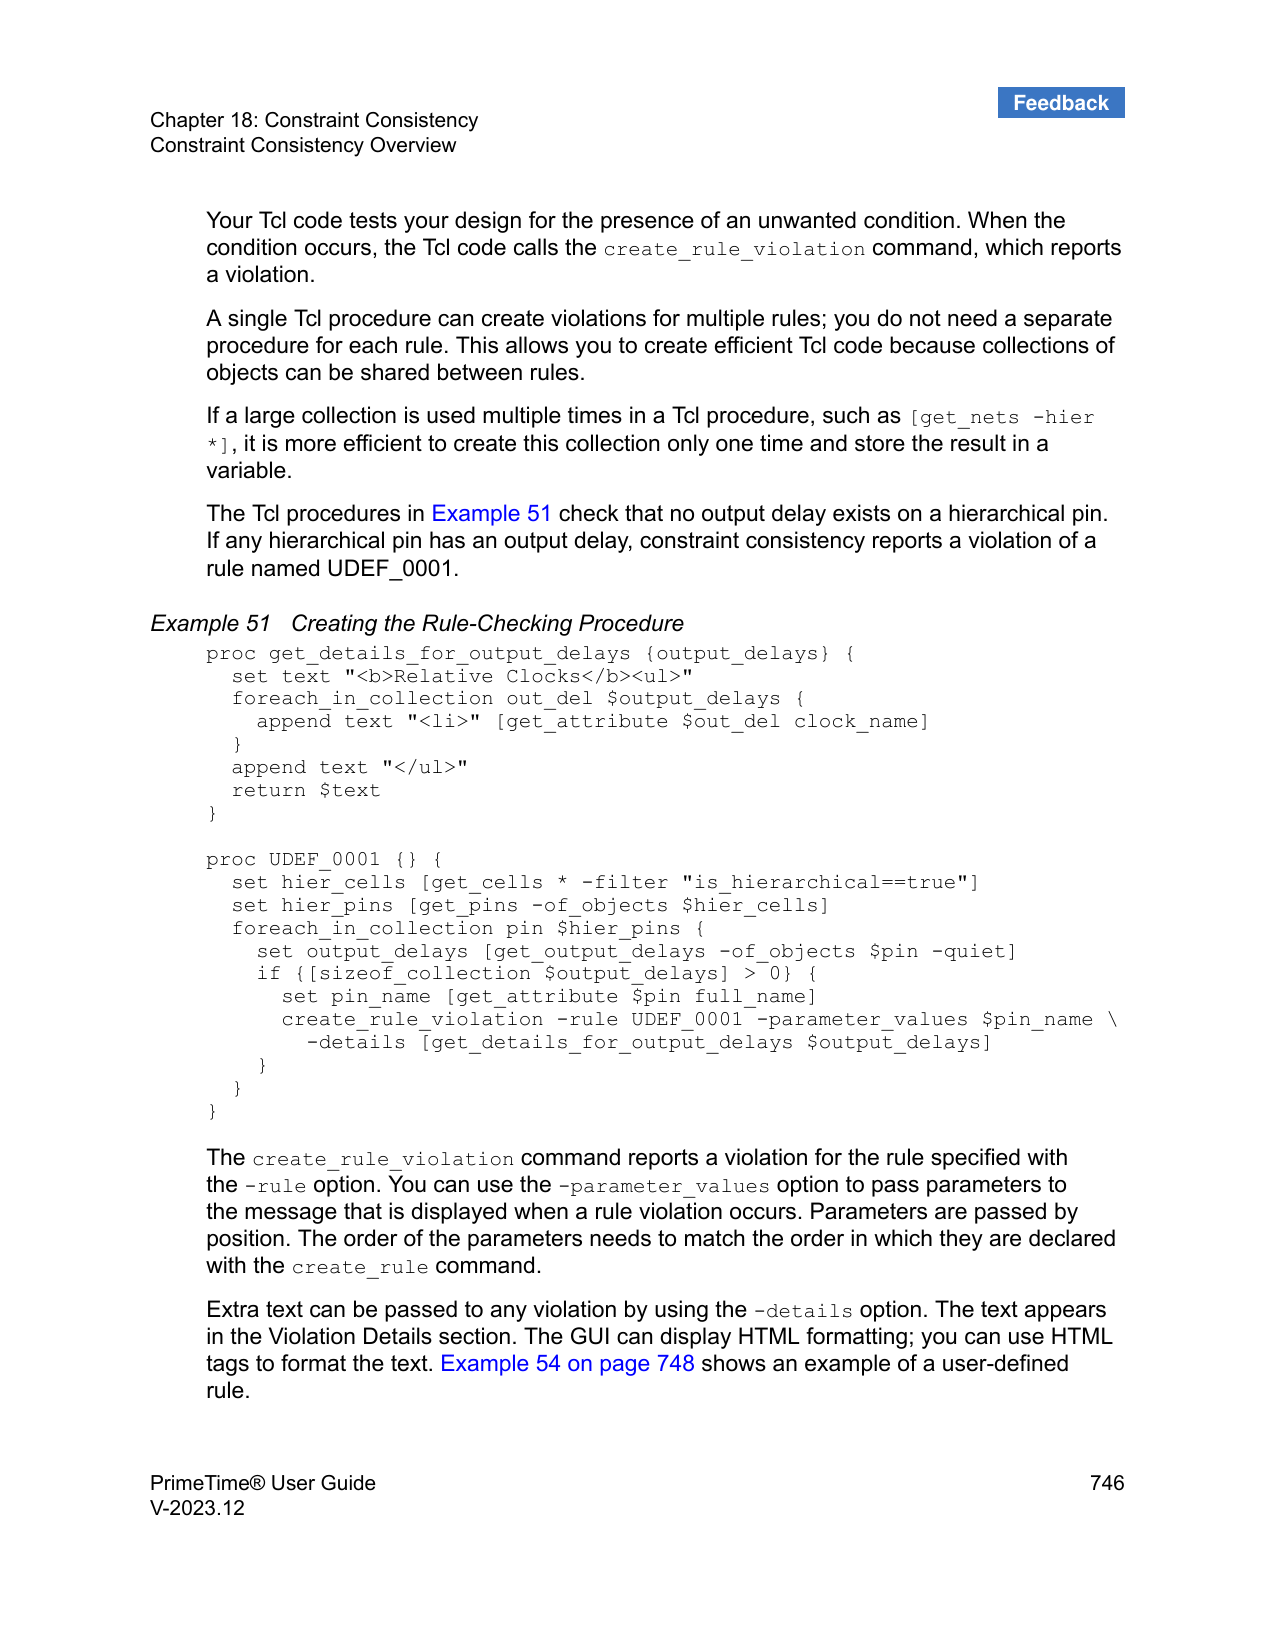 Feedback
Chapter 18: Constraint Consistency
Constraint Consistency Overview
Your Tcl code tests your design for the presence of an unwanted condition. When the
condition occurs, the Tcl code calls the create_rule_violation command, which reports
a violation.
A single Tcl procedure can create violations for multiple rules; you do not need a separate
procedure for each rule. This allows you to create efficient Tcl code because collections of
objects can be shared between rules.
If a large collection is used multiple times in a Tcl procedure, such as [get_nets -hier
*], it is more efficient to create this collection only one time and store the result in a
variable.
The Tcl procedures in Example 51 check that no output delay exists on a hierarchical pin.
If any hierarchical pin has an output delay, constraint consistency reports a violation of a
rule named UDEF_0001.
Example 51 Creating the Rule-Checking Procedure
proc get_details_for_output_delays {output_delays} {
  set text "<b>Relative Clocks</b><ul>"
  foreach_in_collection out_del $output_delays {
    append text "<li>" [get_attribute $out_del clock_name]
  }
  append text "</ul>"
  return $text
}
proc UDEF_0001 {} {
  set hier_cells [get_cells * -filter "is_hierarchical==true"]
  set hier_pins [get_pins -of_objects $hier_cells]
  foreach_in_collection pin $hier_pins {
    set output_delays [get_output_delays -of_objects $pin -quiet]
    if {[sizeof_collection $output_delays] > 0} {
      set pin_name [get_attribute $pin full_name]
      create_rule_violation -rule UDEF_0001 -parameter_values $pin_name \
        -details [get_details_for_output_delays $output_delays]
    }
  }
}
The create_rule_violation command reports a violation for the rule specified with
the -rule option. You can use the -parameter_values option to pass parameters to
the message that is displayed when a rule violation occurs. Parameters are passed by
position. The order of the parameters needs to match the order in which they are declared
with the create_rule command.
Extra text can be passed to any violation by using the -details option. The text appears
in the Violation Details section. The GUI can display HTML formatting; you can use HTML
tags to format the text. Example 54 on page 748 shows an example of a user-defined
rule.
PrimeTime® User Guide
746
V-2023.12